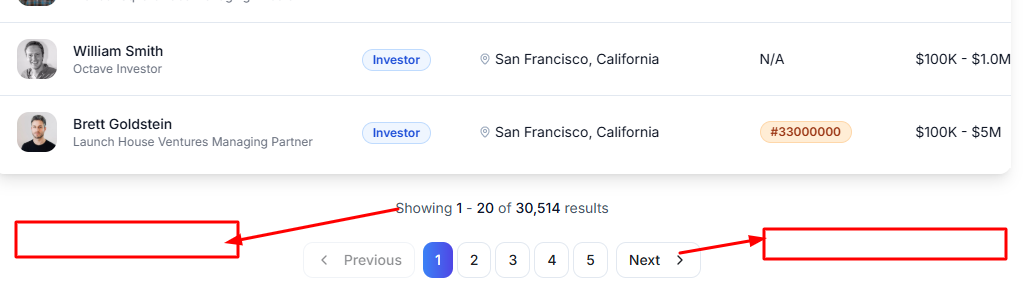 William Smith
Octave Investor
Investor
San Francisco, California
N/A
$100K - $1.0M
Brett Goldstein
Launch House Ventures Managing Partner
Investor
San Francisco, California
#33000000
$100K - $5M
Showing 1 - 20 of 30,514 results
Previous 1 2 3 4 5 Next